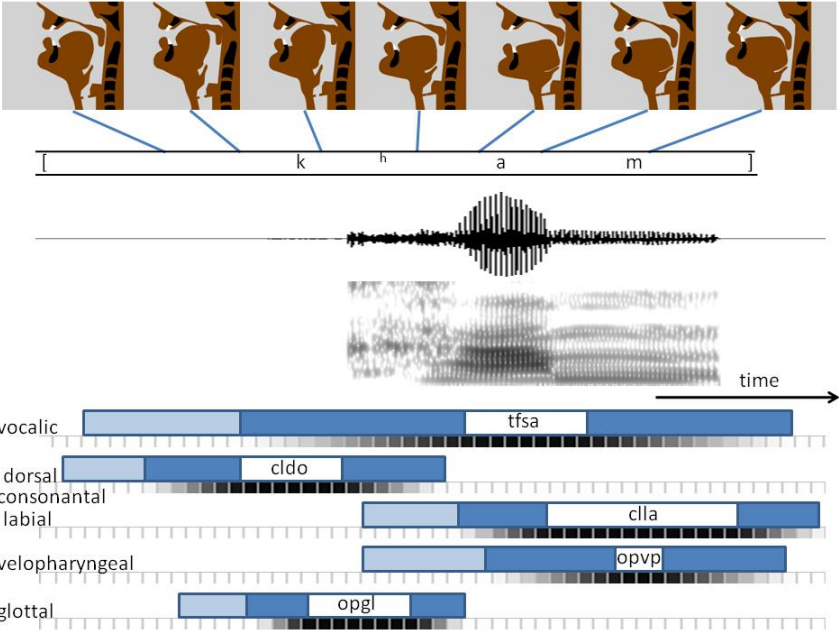 [ k ʰ a m ]
time
vocalic tfsa
dorsal cldo
consonantal
labial clla
velopharyngeal opvp
glottal opgl